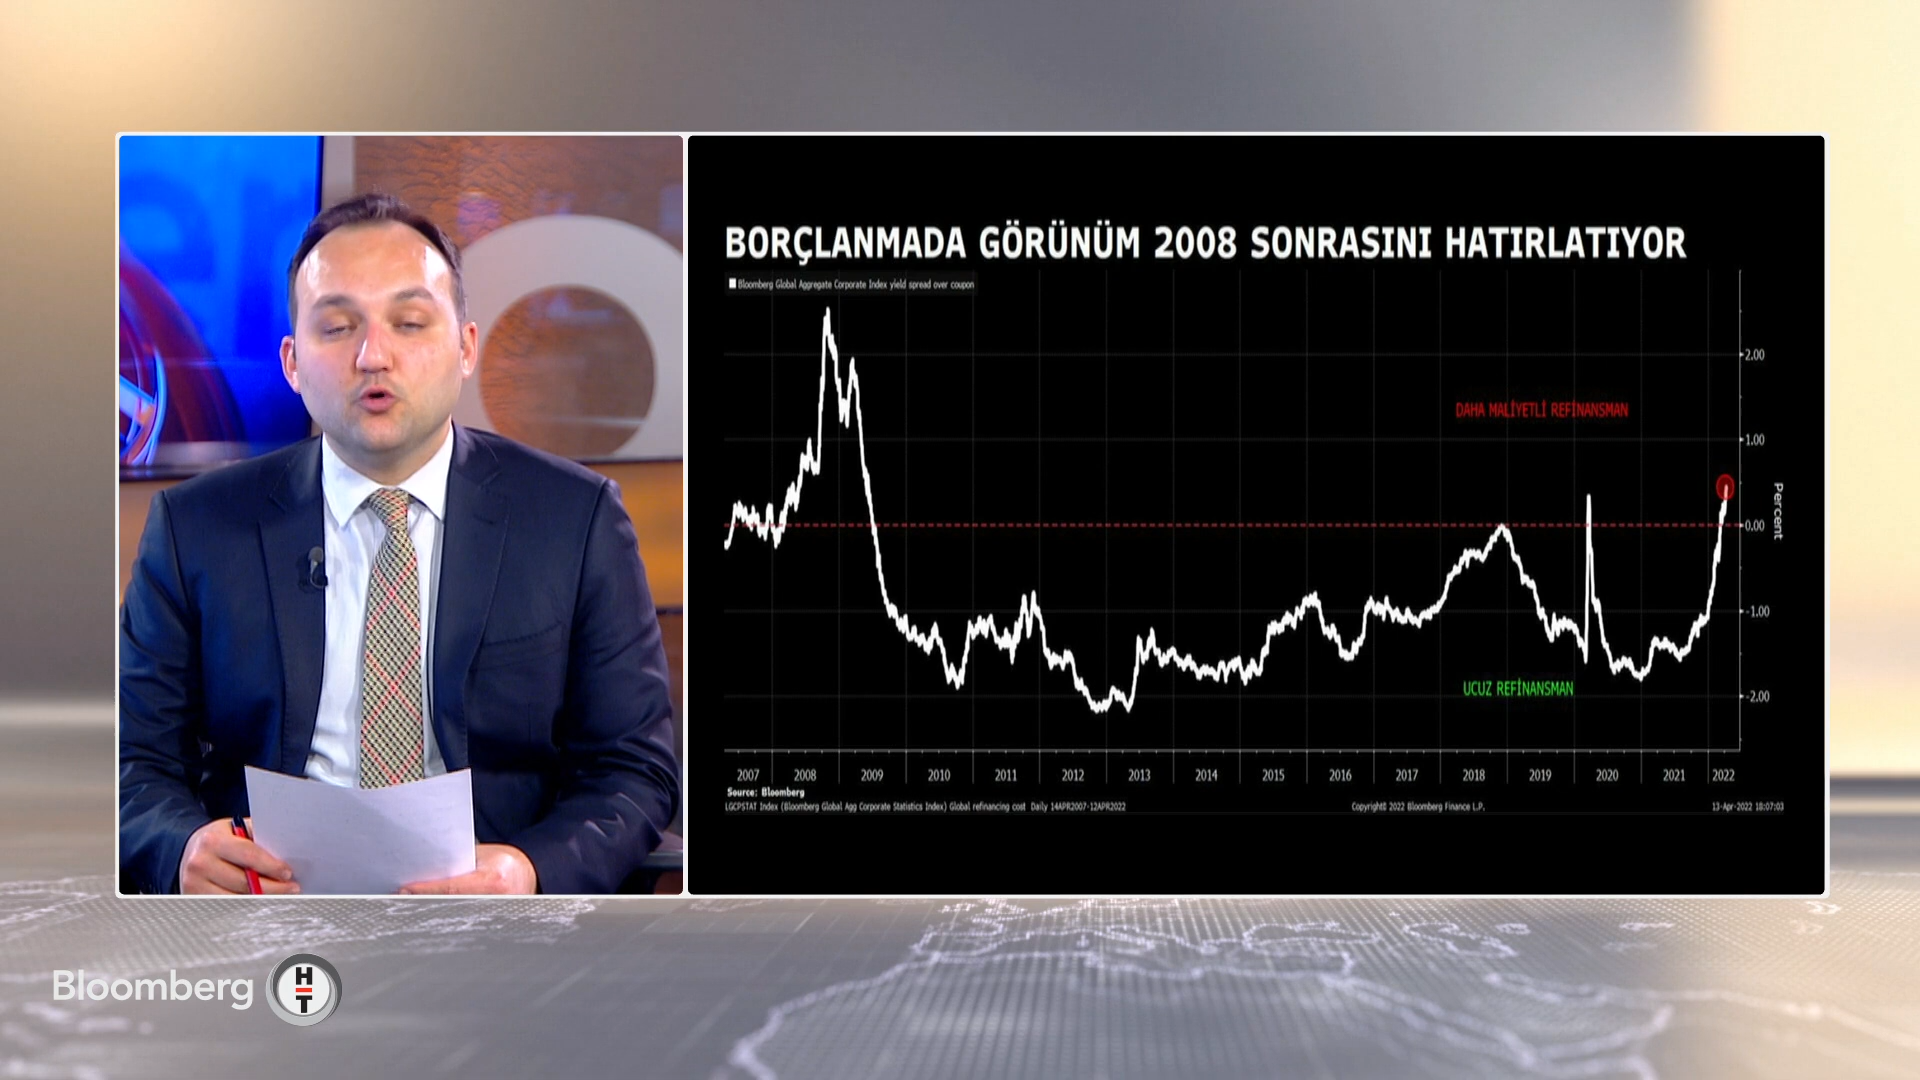 BORÇLANMADA GÖRÜNÜM 2008 SONRASINI HATIRLATIYOR
Bloomberg Global Aggregate Corporate Index yield spread over coupon
2.00
DAHA MALİYETLİ REFİNANSMAN
1.00
Percent
0.00
-1.00
UCUZ REFİNANSMAN
-2.00
2007 2008 2009 2010 2011 2012 2013 2014 2015 2016 2017 2018 2019 2020 2021 2022
Source: Bloomberg
LGCPSTAT Index (Bloomberg Global Agg Corporate Statistics Index) Global refinancing cost Daily 14APR2007-12APR2022 Copyright© 2022 Bloomberg Finance L.P. 13-Apr-2022 18:07:03
Bloomberg HT